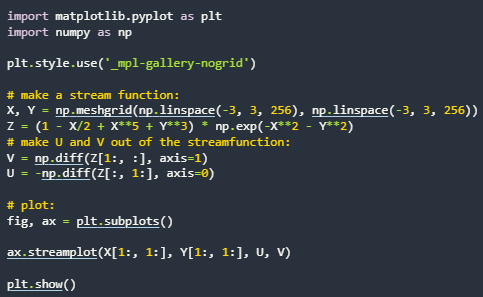 import matplotlib.pyplot as plt
import numpy as np
plt.style.use('_mpl-gallery-nogrid')
# make a stream function:
X, Y = np.meshgrid(np.linspace(-3, 3, 256), np.linspace(-3, 3, 256))
Z = (1 - X/2 + X**5 + Y**3) * np.exp(-X**2 - Y**2)
# make U and V out of the streamfunction:
V = np.diff(Z[1:, :], axis=1)
U = -np.diff(Z[:, 1:], axis=0)
# plot:
fig, ax = plt.subplots()
ax.streamplot(X[1:, 1:], Y[1:, 1:], U, V)
plt.show()